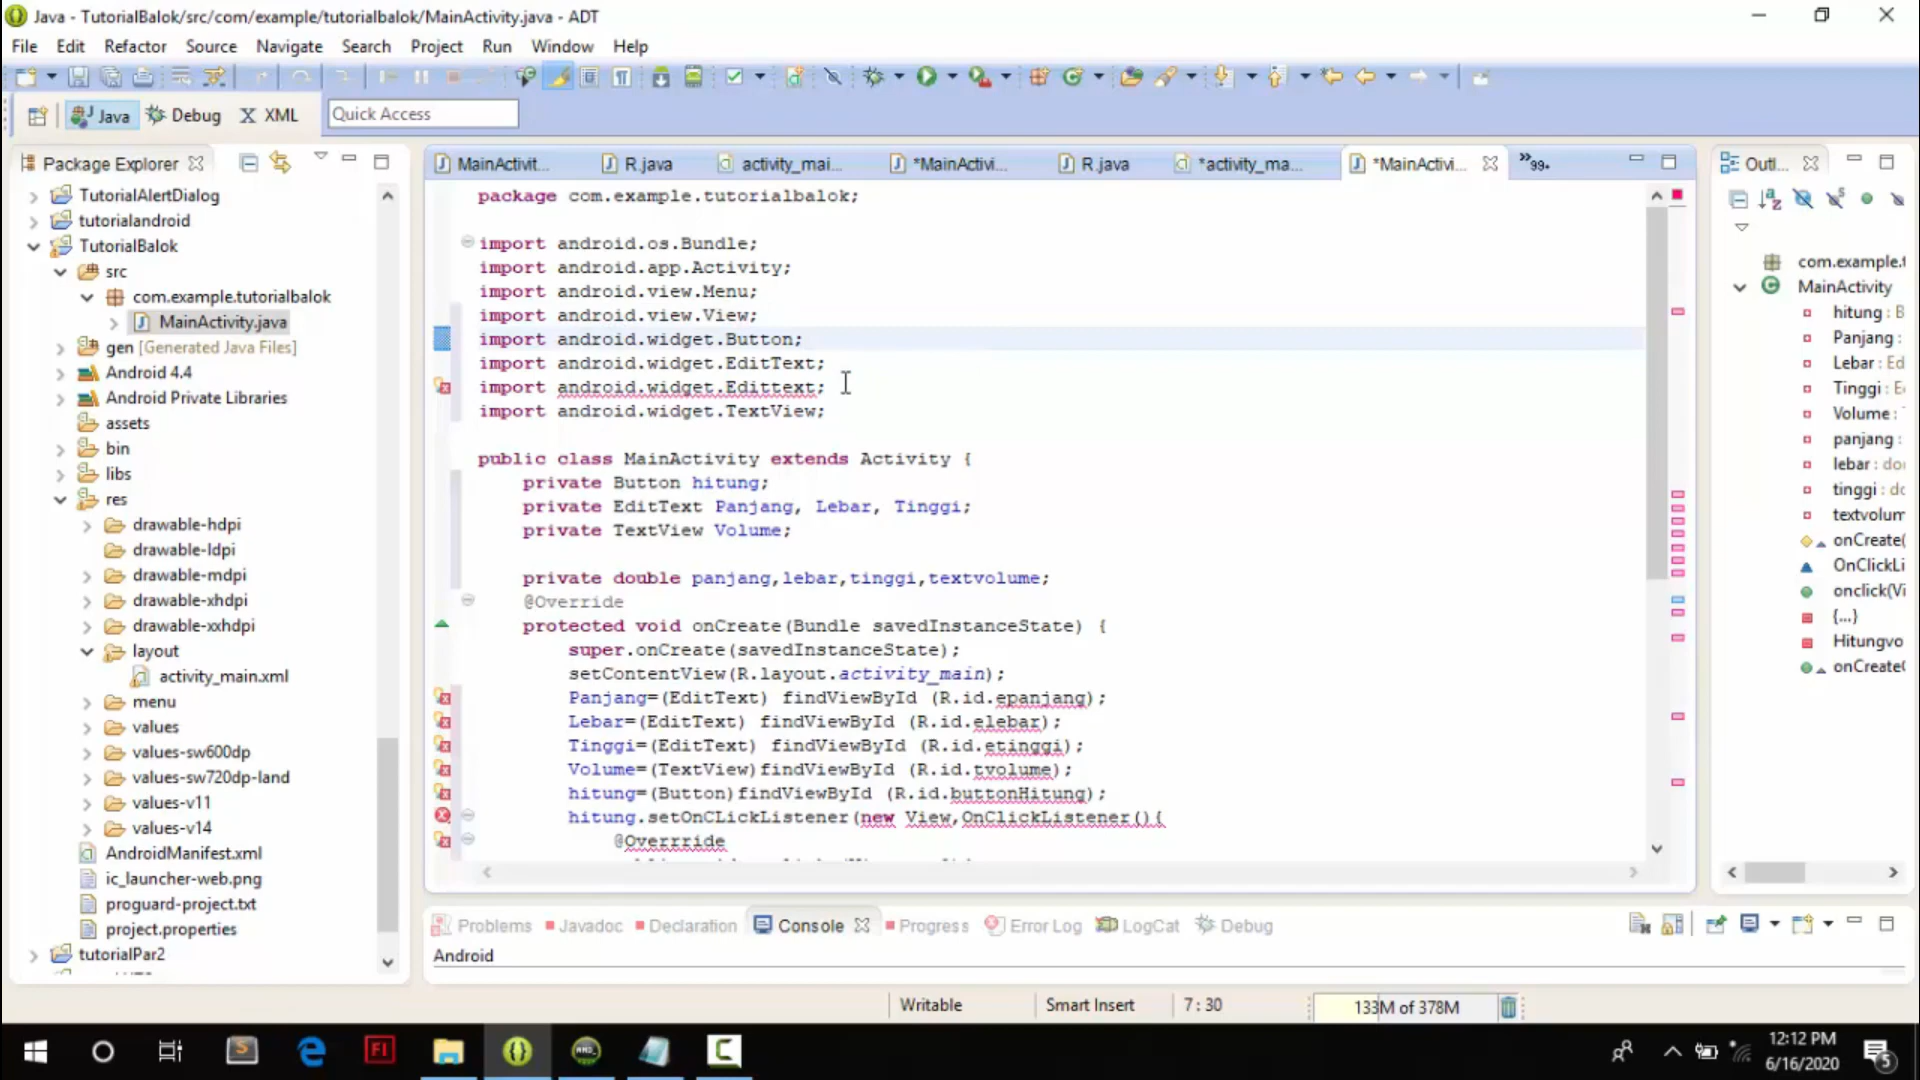 Java - TutorialBalok/src/com/example/tutorialbalok/MainActivity.java - ADT
File Edit Refactor Source Navigate Search Project Run Window Help
Java Debug XML Quick Access
Package Explorer
TutorialAlertDialog
tutorialandroid
TutorialBalok
src
com.example.tutorialbalok
MainActivity.java
gen [Generated Java Files]
Android 4.4
Android Private Libraries
assets
bin
libs
res
drawable-hdpi
drawable-ldpi
drawable-mdpi
drawable-xhdpi
drawable-xxhdpi
layout
activity_main.xml
menu
values
values-sw600dp
values-sw720dp-land
values-v11
values-v14
AndroidManifest.xml
ic_launcher-web.png
proguard-project.txt
project.properties
tutorialPar2
MainActivit... R.java activity_mai... *MainActivi... R.java *activity_ma... *MainActivi... »99+
package com.example.tutorialbalok;
import android.os.Bundle;
import android.app.Activity;
import android.view.Menu;
import android.view.View;
import android.widget.Button;
import android.widget.EditText;
import android.widget.Edittext;
import android.widget.TextView;
public class MainActivity extends Activity {
private Button hitung;
private EditText Panjang, Lebar, Tinggi;
private TextView Volume;
private double panjang,lebar,tinggi,textvolume;
@Override
protected void onCreate(Bundle savedInstanceState) {
super.onCreate(savedInstanceState);
setContentView(R.layout.activity_main);
Panjang=(EditText) findViewById (R.id.epanjang);
Lebar=(EditText) findViewById (R.id.elebar);
Tinggi=(EditText) findViewById (R.id.etinggi);
Volume=(TextView)findViewById (R.id.tvolume);
hitung=(Button)findViewById (R.id.buttonHitung);
hitung.setOnCLickListener(new View,OnClickListener(){
@Overrride
Outl...
com.example.t
MainActivity
hitung : B
Panjang :
Lebar : Ed
Tinggi : E
Volume :
panjang :
lebar : do
tinggi : dc
textvolum
onCreate(
OnClickLi
onclick(Vi
{...}
Hitungvo
onCreateO
Problems Javadoc Declaration Console Progress Error Log LogCat Debug
Android
Writable Smart Insert 7 : 30 133M of 378M
12:12 PM
6/16/2020
5